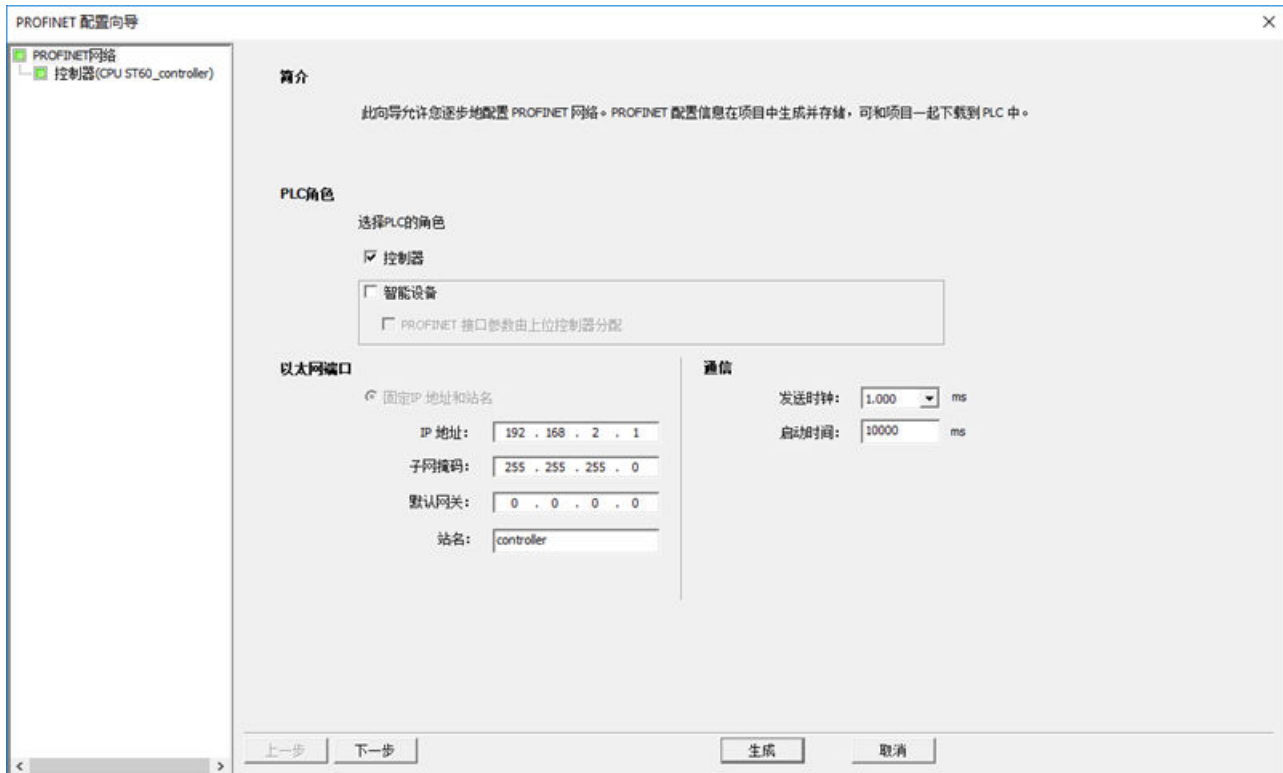 PROFINET 配置向导
PROFINET网络
控制器(CPU ST60_controller)
简介
此向导允许您逐步地配置 PROFINET 网络。PROFINET 配置信息在项目中生成并存储，可和项目一起下载到 PLC 中。
PLC角色
选择PLC的角色
控制器
智能设备
PROFINET 接口参数由上位控制器分配
以太网端口
固定IP 地址和站名
IP 地址： 192 . 168 . 2 . 1
子网掩码： 255 . 255 . 255 . 0
默认网关： 0 . 0 . 0 . 0
站名： controller
通信
发送时钟： 1.000 ms
启动时间： 10000 ms
上一步 下一步 生成 取消